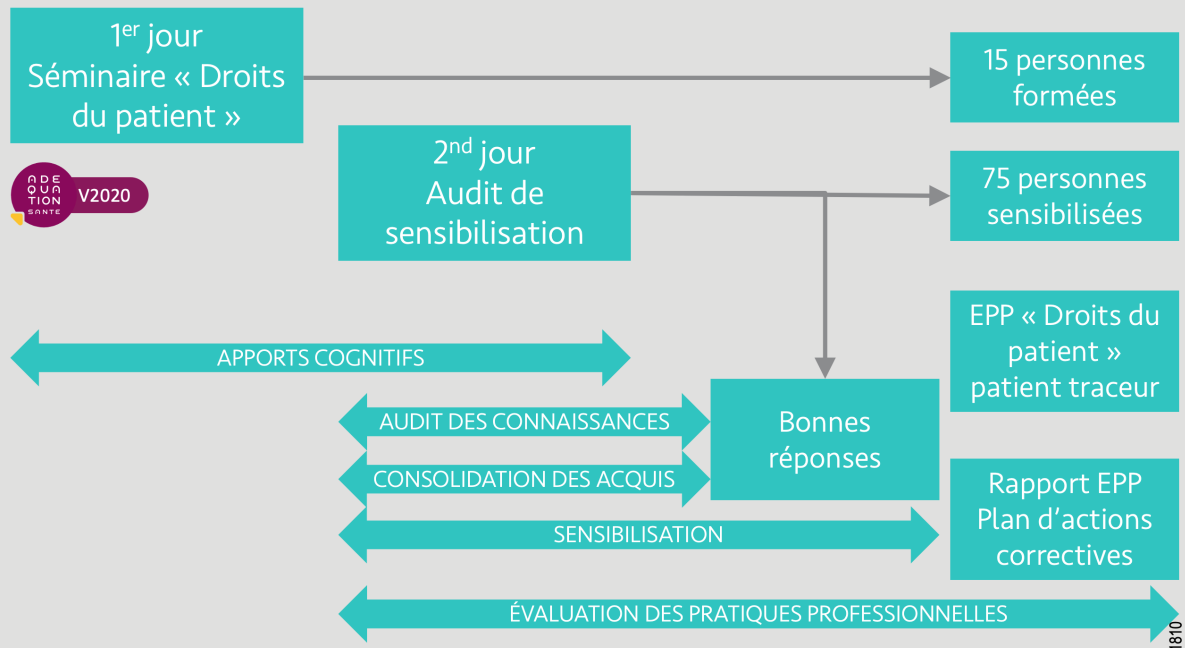 1er jour
Séminaire « Droits
du patient »
15 personnes
formées
2nd jour
Audit de
sensibilisation
75 personnes
sensibilisées
ADE
QUA
TION
SANTE
V2020
EPP « Droits du
patient »
patient traceur
APPORTS COGNITIFS
AUDIT DES CONNAISSANCES
Bonnes
réponses
CONSOLIDATION DES ACQUIS
Rapport EPP
Plan d’actions
correctives
SENSIBILISATION
ÉVALUATION DES PRATIQUES PROFESSIONNELLES
1810